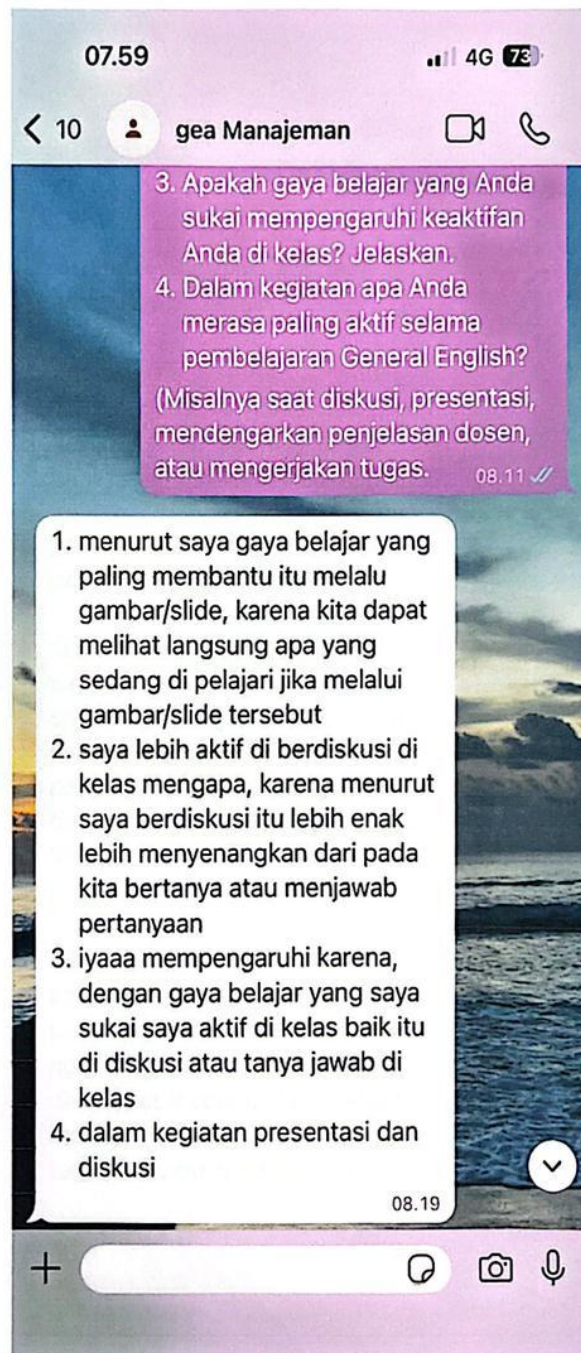 07.59 4G 73
10 gea Manajeman
3. Apakah gaya belajar yang Anda
sukai mempengaruhi keaktifan
Anda di kelas? Jelaskan.
4. Dalam kegiatan apa Anda
merasa paling aktif selama
pembelajaran General English?
(Misalnya saat diskusi, presentasi,
mendengarkan penjelasan dosen,
atau mengerjakan tugas. 08.11
1. menurut saya gaya belajar yang
paling membantu itu melalu
gambar/slide, karena kita dapat
melihat langsung apa yang
sedang di pelajari jika melalui
gambar/slide tersebut
2. saya lebih aktif di berdiskusi di
kelas mengapa, karena menurut
saya berdiskusi itu lebih enak
lebih menyenangkan dari pada
kita bertanya atau menjawab
pertanyaan
3. iyaaa mempengaruhi karena,
dengan gaya belajar yang saya
sukai saya aktif di kelas baik itu
di diskusi atau tanya jawab di
kelas
4. dalam kegiatan presentasi dan
diskusi
08.19